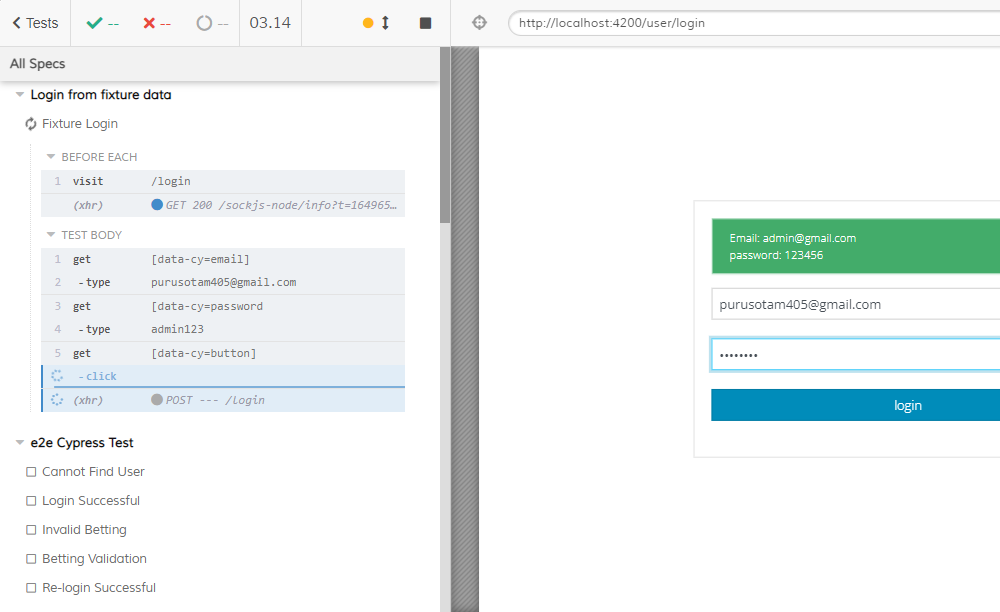 Tests
--
--
--
03.14
http://localhost:4200/user/login
All Specs
Login from fixture data
Fixture Login
BEFORE EACH
1 visit /login
(xhr) GET 200 /sockjs-node/info?t=164965…
TEST BODY
1 get [data-cy=email]
2 -type purusotam405@gmail.com
3 get [data-cy=password
4 -type admin123
5 get [data-cy=button]
-click
(xhr) POST --- /login
e2e Cypress Test
Cannot Find User
Login Successful
Invalid Betting
Betting Validation
Re-login Successful
Email: admin@gmail.com
password: 123456
purusotam405@gmail.com
••••••••
login